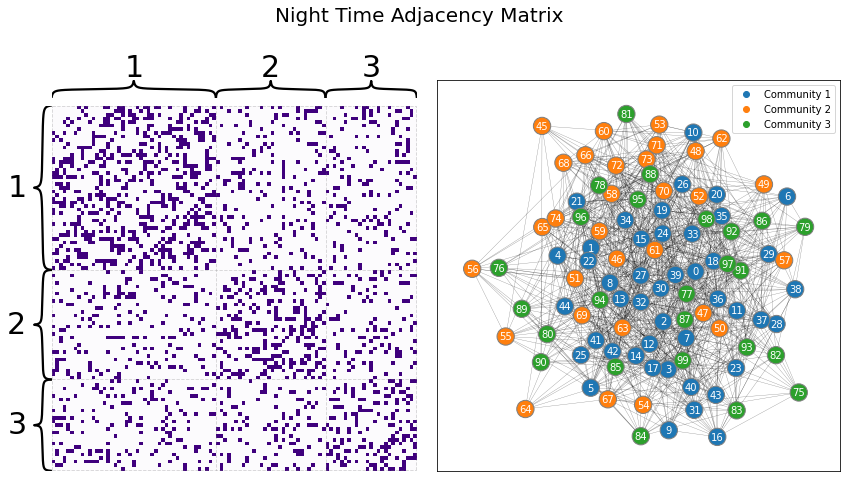 Night Time Adjacency Matrix
1 2 3
1
2
3
Community 1
Community 2
Community 3
81
45 60 53 10 62
71 48
68 66 72 73
88
78 58 95 70 26 52 20 49 6
21
74 96 34 19 98 35 86 79
65 59 15 24 33 92
4 1 22 46 61 18 97 91 29 57
56 76 51 8 27 39 0
94 13 32 30 77 36 38
89 44 69 2 87 47 50 11 37 28
55 80 63 7
90 25 41 42 14 12 99 93 82
85 17 3 23
5 67 40 43 75
64 54 31 83
84 9 16